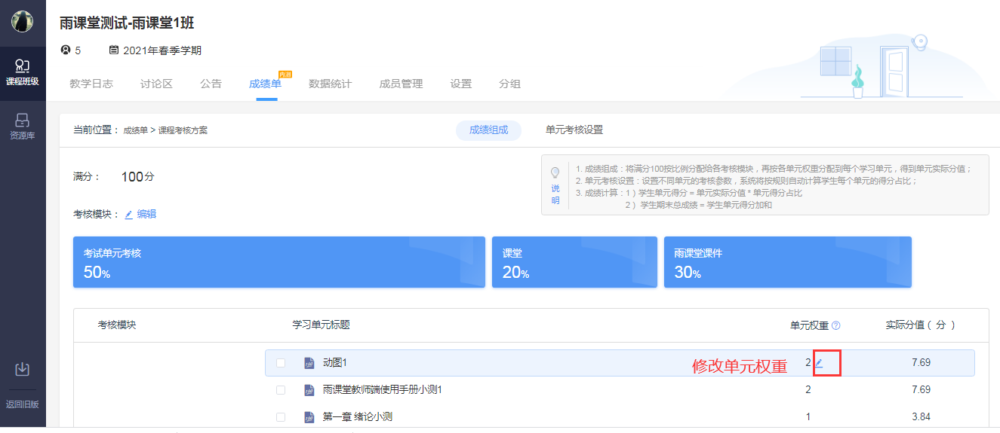 雨课堂测试-雨课堂1班
5 2021年春季学期
课程班级
教学日志 讨论区 公告 成绩单 内测 数据统计 成员管理 设置 分组
资源库
当前位置： 成绩单 > 课程考核方案 成绩组成 单元考核设置
满分： 100分
说明
1. 成绩组成：将满分100按比例分配给各考核模块，再按各单元权重分配到每个学习单元，得到单元实际分值；
2. 单元考核设置：设置不同单元的考核参数，系统将按规则自动计算学生每个单元的得分占比；
3. 成绩计算：1）学生单元得分 = 单元实际分值 * 单元得分占比
2） 学生期末总成绩 = 学生单元得分加和
考核模块： 编辑
考试单元考核 课堂 雨课堂课件
50% 20% 30%
考核模块 学习单元标题 单元权重 ? 实际分值（ 分 ）
动图1 修改单元权重 2 7.69
雨课堂教师端使用手册小测1 2 7.69
第一章 绪论小测 1 3.84
返回旧版